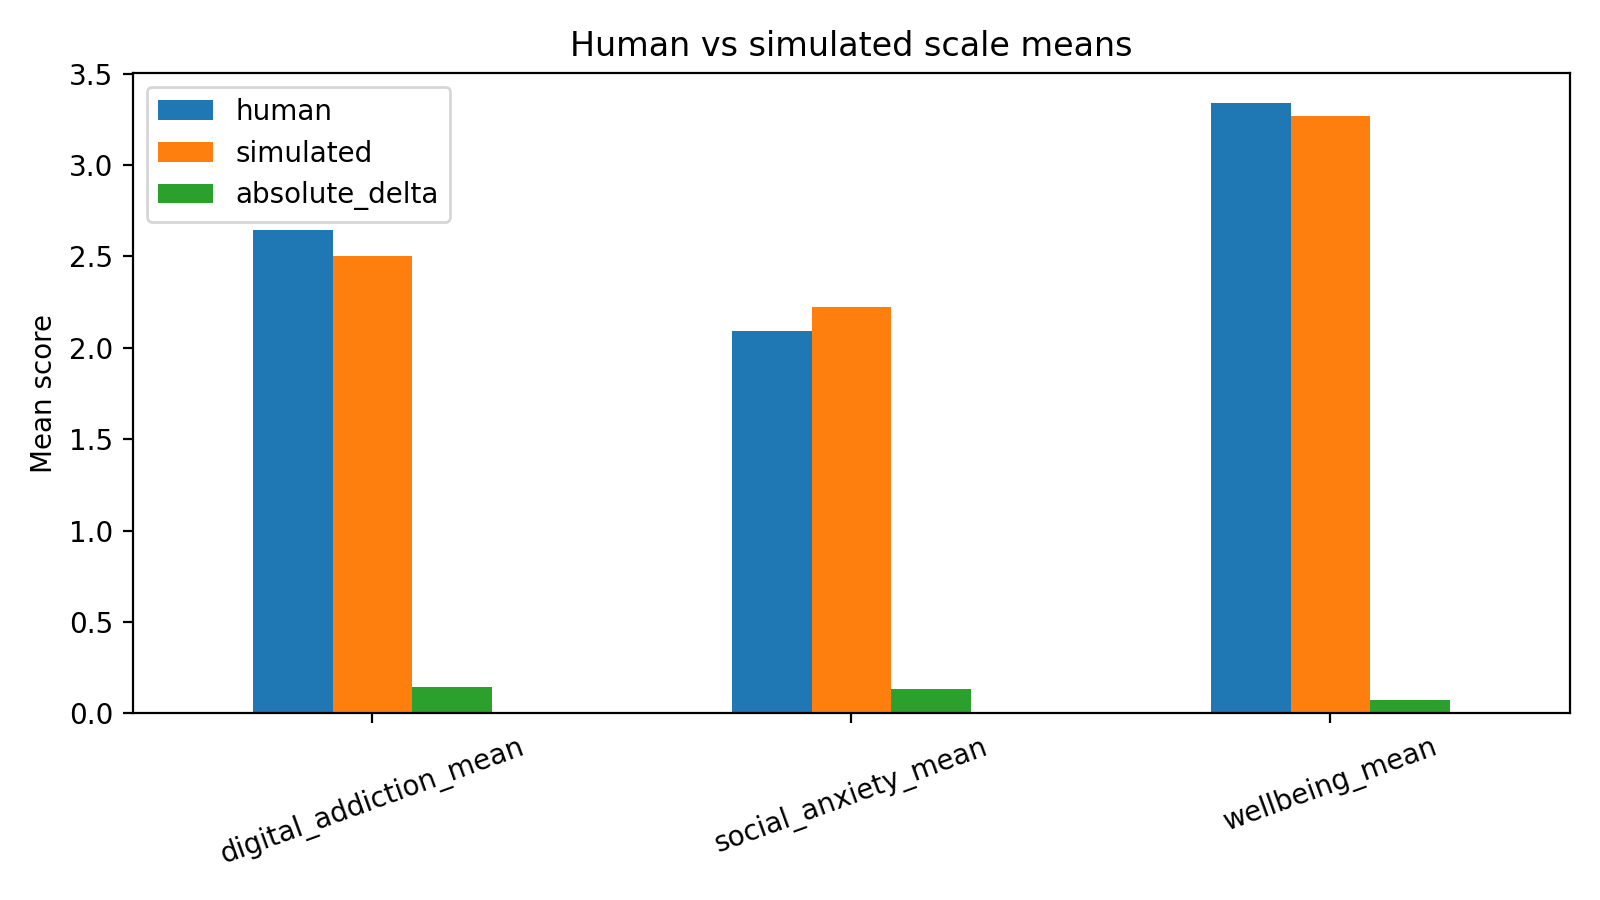 Human vs simulated scale means
human
simulated
absolute_delta
Mean score
3.5
3.0
2.5
2.0
1.5
1.0
0.5
0.0
digital_addiction_mean
social_anxiety_mean
wellbeing_mean